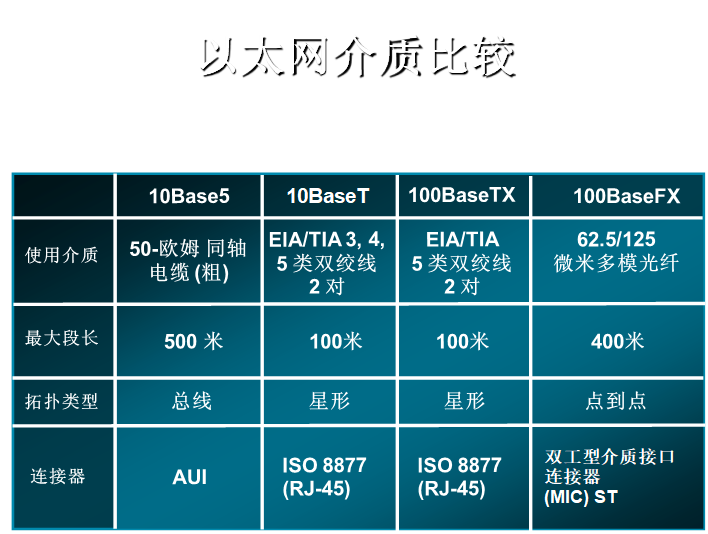 以太网介质比较
10Base5
10BaseT
100BaseTX
100BaseFX
使用介质
50-欧姆 同轴
电缆 (粗)
EIA/TIA 3, 4,
5 类双绞线
2 对
EIA/TIA
5 类双绞线
2 对
62.5/125
微米多模光纤
最大段长
500 米
100米
100米
400米
拓扑类型
总线
星形
星形
点到点
连接器
AUI
ISO 8877
(RJ-45)
ISO 8877
(RJ-45)
双工型介质接口
连接器
(MIC) ST